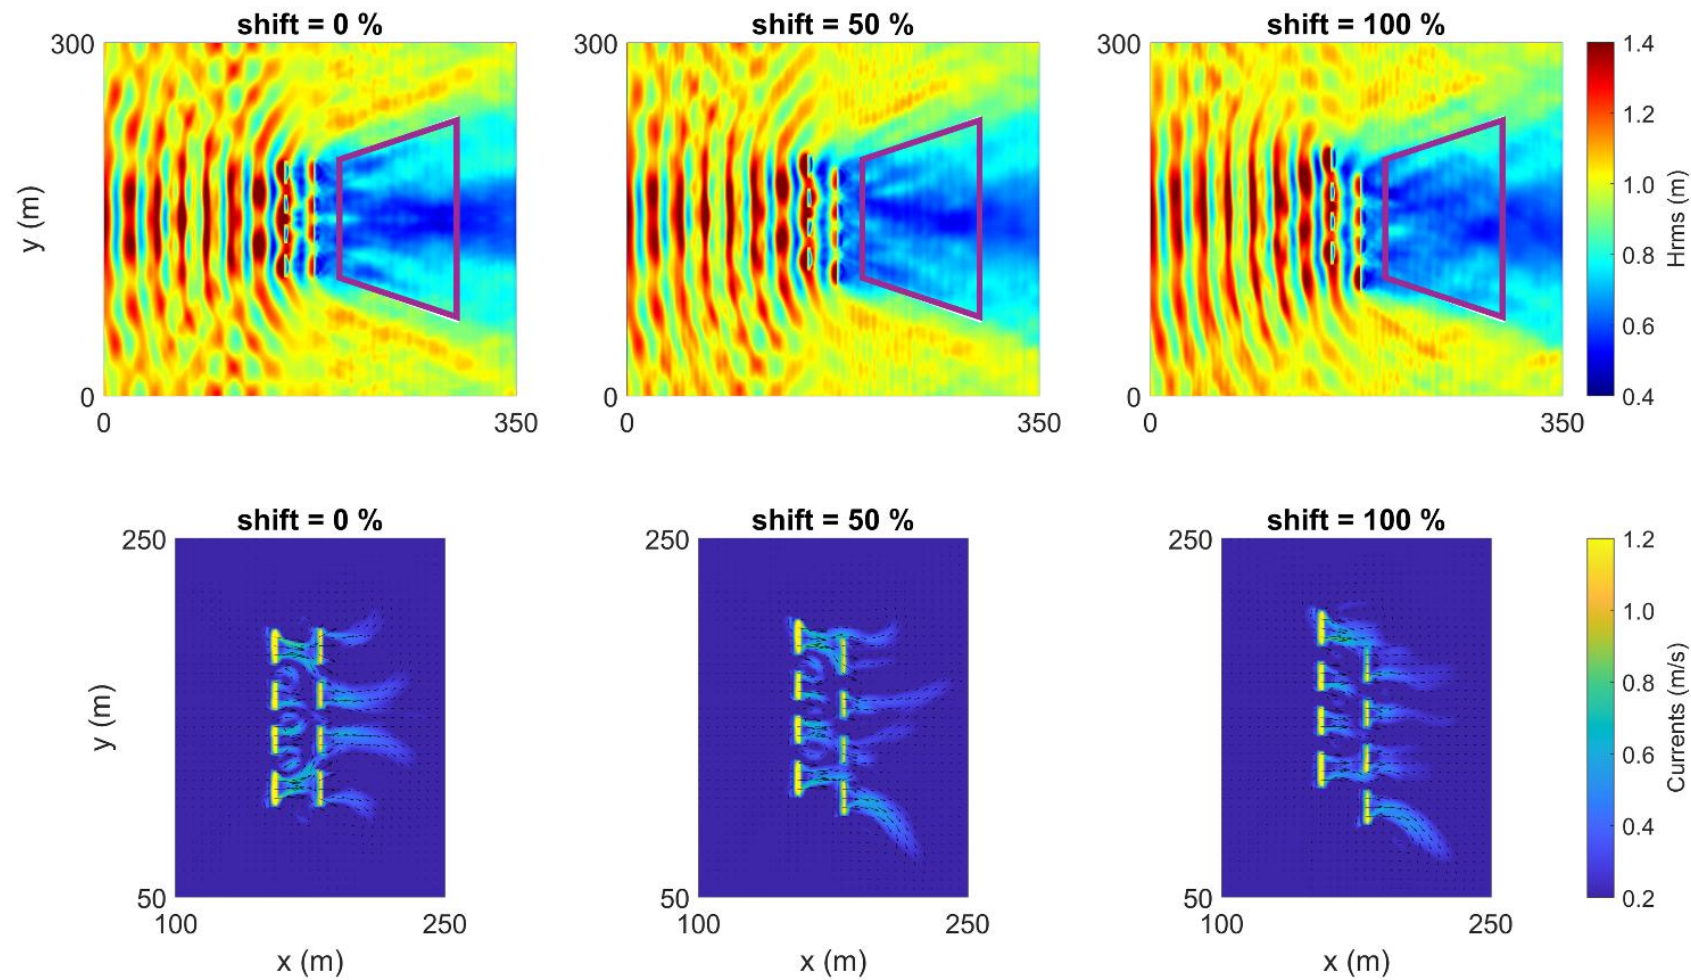 shift = 0 %
shift = 50 %
shift = 100 %
300
300
300
1.4
1.2
1.0
0.8
0.6
0.4
y (m)
Hrms (m)
0
0
0
0
350
0
350
0
350
shift = 0 %
shift = 50 %
shift = 100 %
250
250
250
1.2
1.0
0.8
0.6
0.4
0.2
y (m)
Currents (m/s)
50
50
50
100
250
100
250
100
250
x (m)
x (m)
x (m)